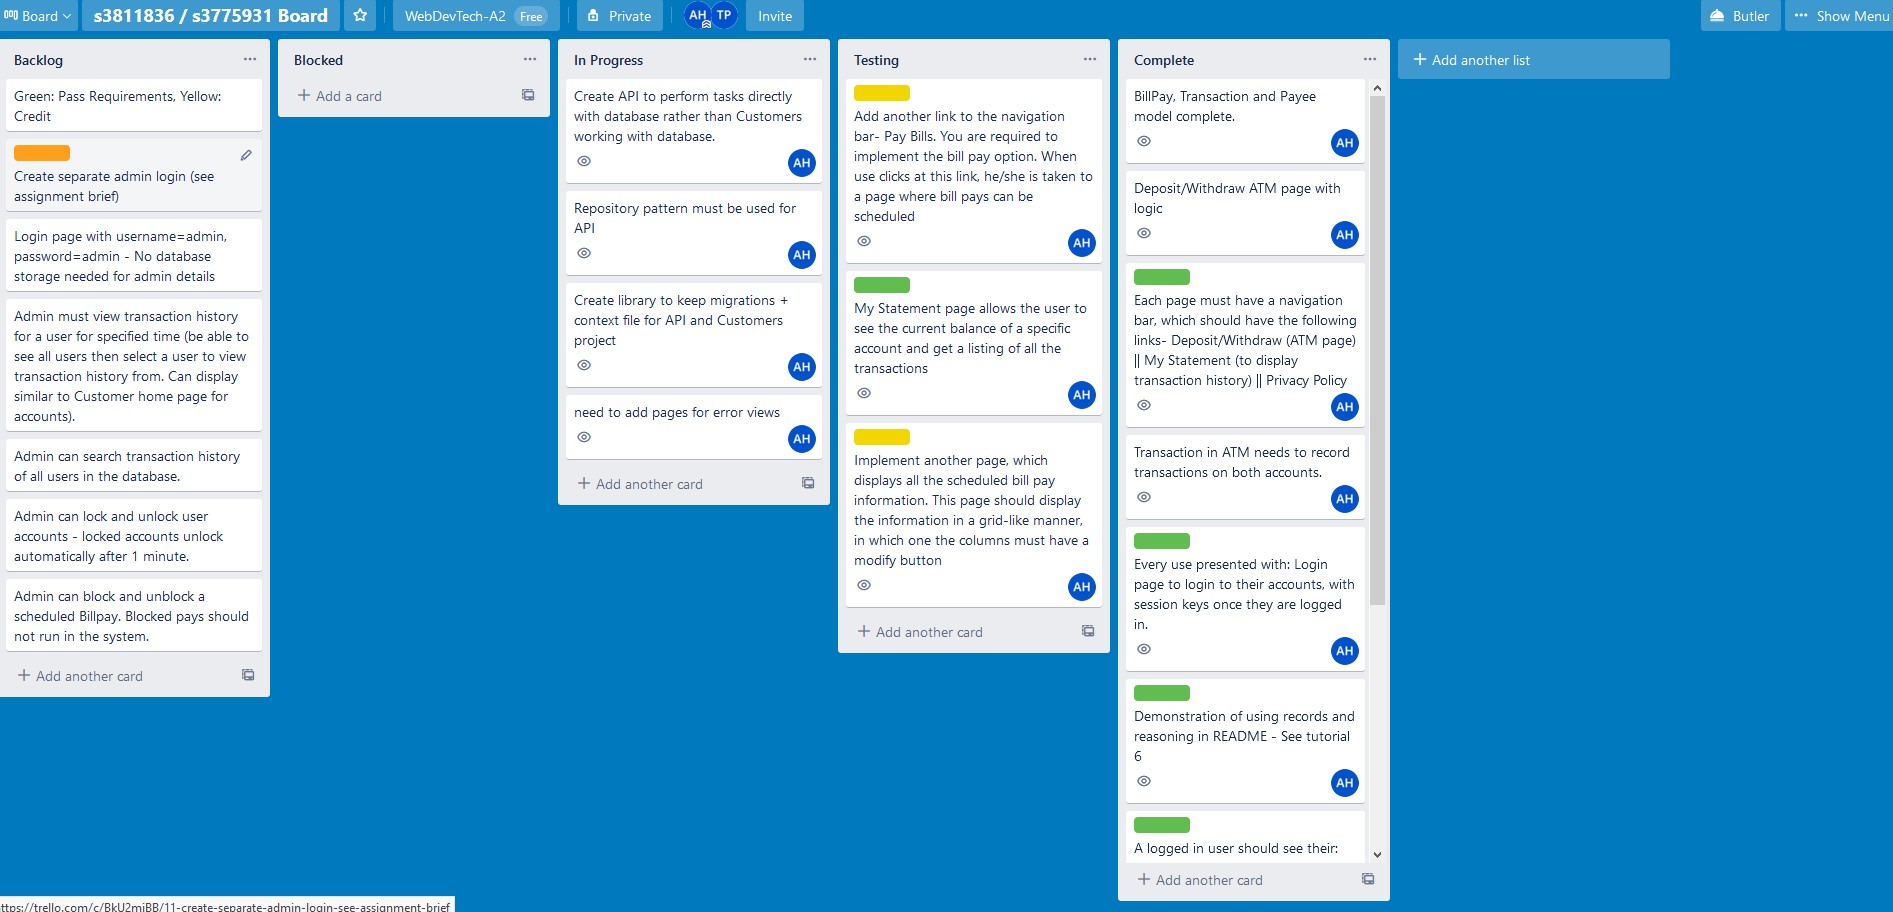 Board
s3811836 / s3775931 Board
WebDevTech-A2 Free
Private
AH TP
Invite
Butler
Show Menu
Backlog
Green: Pass Requirements, Yellow:
Credit
Create separate admin login (see
assignment brief)
Login page with username=admin,
password=admin - No database
storage needed for admin details
Admin must view transaction history
for a user for specified time (be able to
see all users then select a user to view
transaction history from. Can display
similar to Customer home page for
accounts).
Admin can search transaction history
of all users in the database.
Admin can lock and unlock user
accounts - locked accounts unlock
automatically after 1 minute.
Admin can block and unblock a
scheduled Billpay. Blocked pays should
not run in the system.
+ Add another card
Blocked
+ Add a card
In Progress
Create API to perform tasks directly
with database rather than Customers
working with database.
AH
Repository pattern must be used for
API
AH
Create library to keep migrations +
context file for API and Customers
project
AH
need to add pages for error views
AH
+ Add another card
Testing
Add another link to the navigation
bar- Pay Bills. You are required to
implement the bill pay option. When
use clicks at this link, he/she is taken to
a page where bill pays can be
scheduled
AH
My Statement page allows the user to
see the current balance of a specific
account and get a listing of all the
transactions
AH
Implement another page, which
displays all the scheduled bill pay
information. This page should display
the information in a grid-like manner,
in which one the columns must have a
modify button
AH
+ Add another card
Complete
BillPay, Transaction and Payee
model complete.
AH
Deposit/Withdraw ATM page with
logic
AH
Each page must have a navigation
bar, which should have the following
links- Deposit/Withdraw (ATM page)
|| My Statement (to display
transaction history) || Privacy Policy
AH
Transaction in ATM needs to record
transactions on both accounts.
AH
Every use presented with: Login
page to login to their accounts, with
session keys once they are logged
in.
AH
Demonstration of using records and
reasoning in README - See tutorial
6
AH
A logged in user should see their:
+ Add another card
+ Add another list
ttps://trello.com/c/BkU2miBB/11-create-separate-admin-login-see-assignment-brief